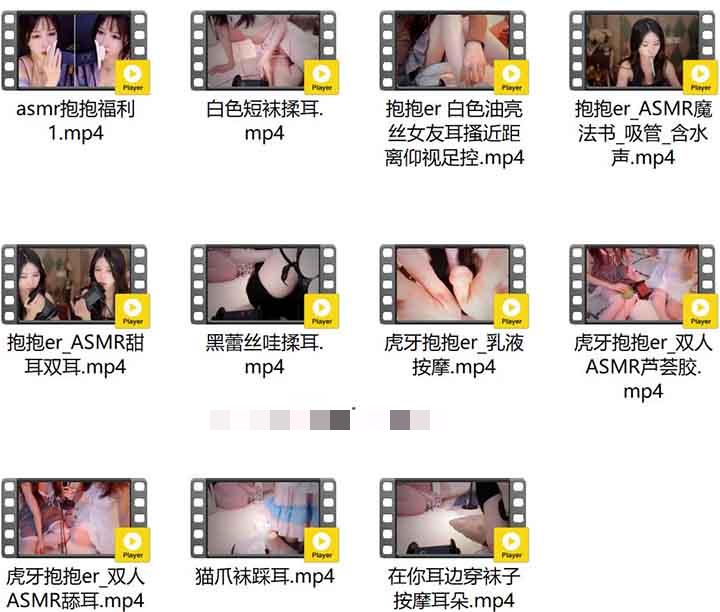 Player
Player
Player
Player
asmr抱抱福利
1.mp4
白色短袜揉耳.
mp4
抱抱er 白色油亮
丝女友耳搔近距
离仰视足控.mp4
抱抱er_ASMR魔
法书_吸管_含水
声.mp4
Player
Player
Player
Player
抱抱er_ASMR甜
耳双耳.mp4
黑蕾丝哇揉耳.
mp4
虎牙抱抱er_乳液
按摩.mp4
虎牙抱抱er_双人
ASMR芦荟胶.
mp4
Player
Player
Player
虎牙抱抱er_双人
ASMR舔耳.mp4
猫爪袜踩耳.mp4
在你耳边穿袜子
按摩耳朵.mp4